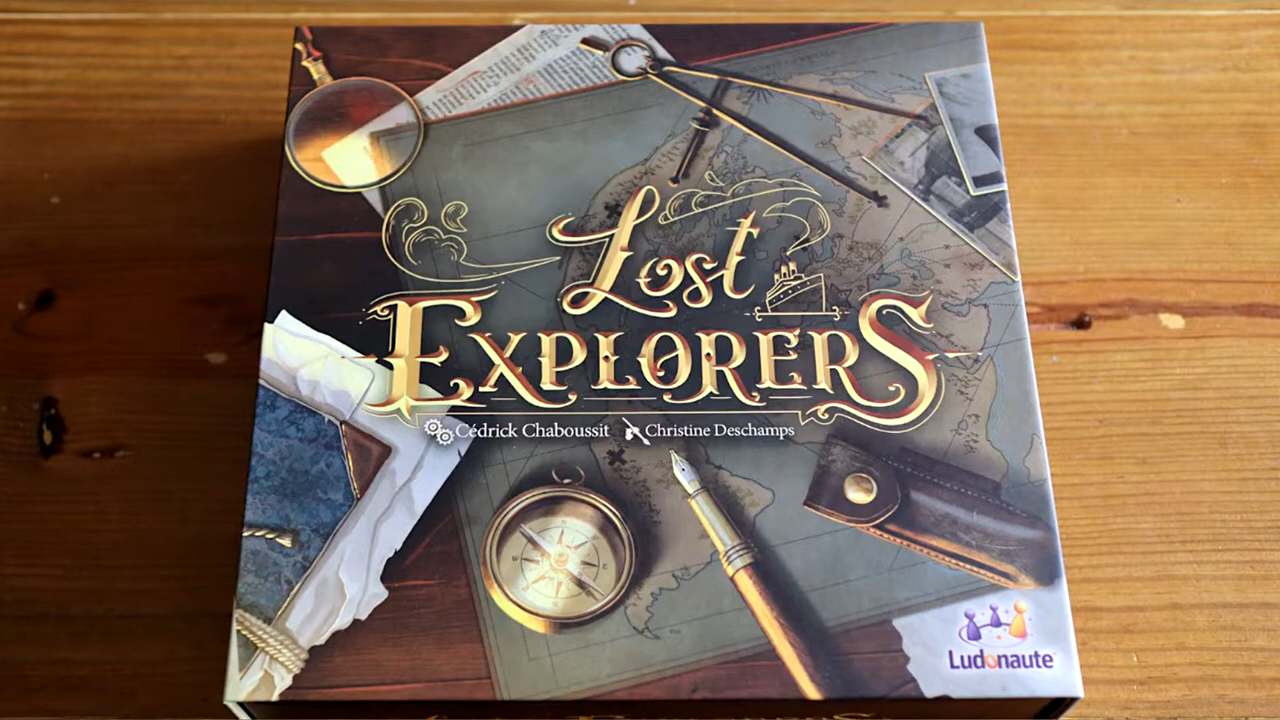 Lost
EXPLORERS
Cédrick Chaboussit Christine Deschamps
N
W E
S
Ludonaute